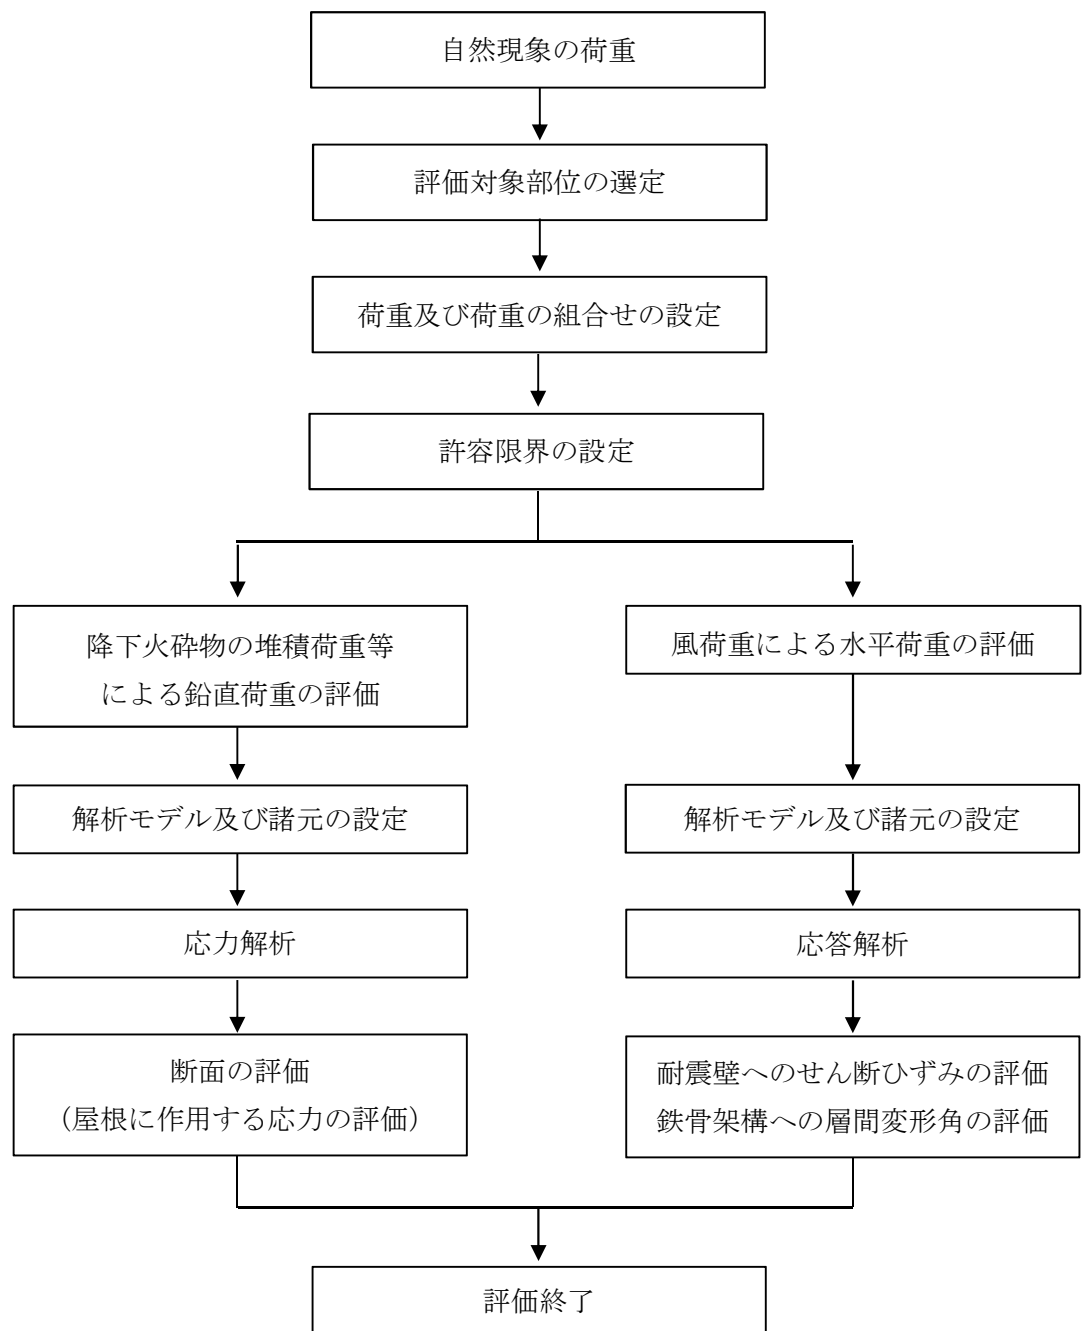 自然現象の荷重
評価対象部位の選定
荷重及び荷重の組合せの設定
許容限界の設定
降下火砕物の堆積荷重等
による鉛直荷重の評価
解析モデル及び諸元の設定
応力解析
断面の評価
（屋根に作用する応力の評価）
風荷重による水平荷重の評価
解析モデル及び諸元の設定
応答解析
耐震壁へのせん断ひずみの評価
鉄骨架構への層間変形角の評価
評価終了